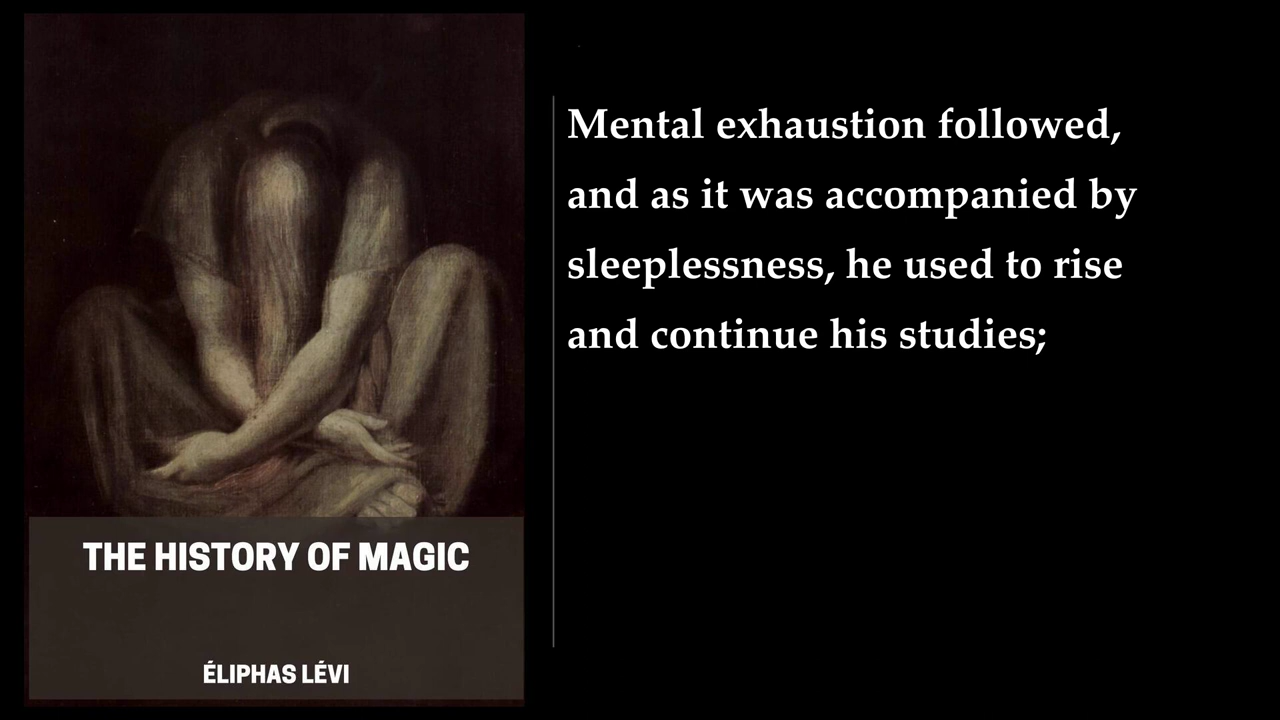 THE HISTORY OF MAGIC
ÉLIPHAS LÉVI
Mental exhaustion followed,
and as it was accompanied by
sleeplessness, he used to rise
and continue his studies;